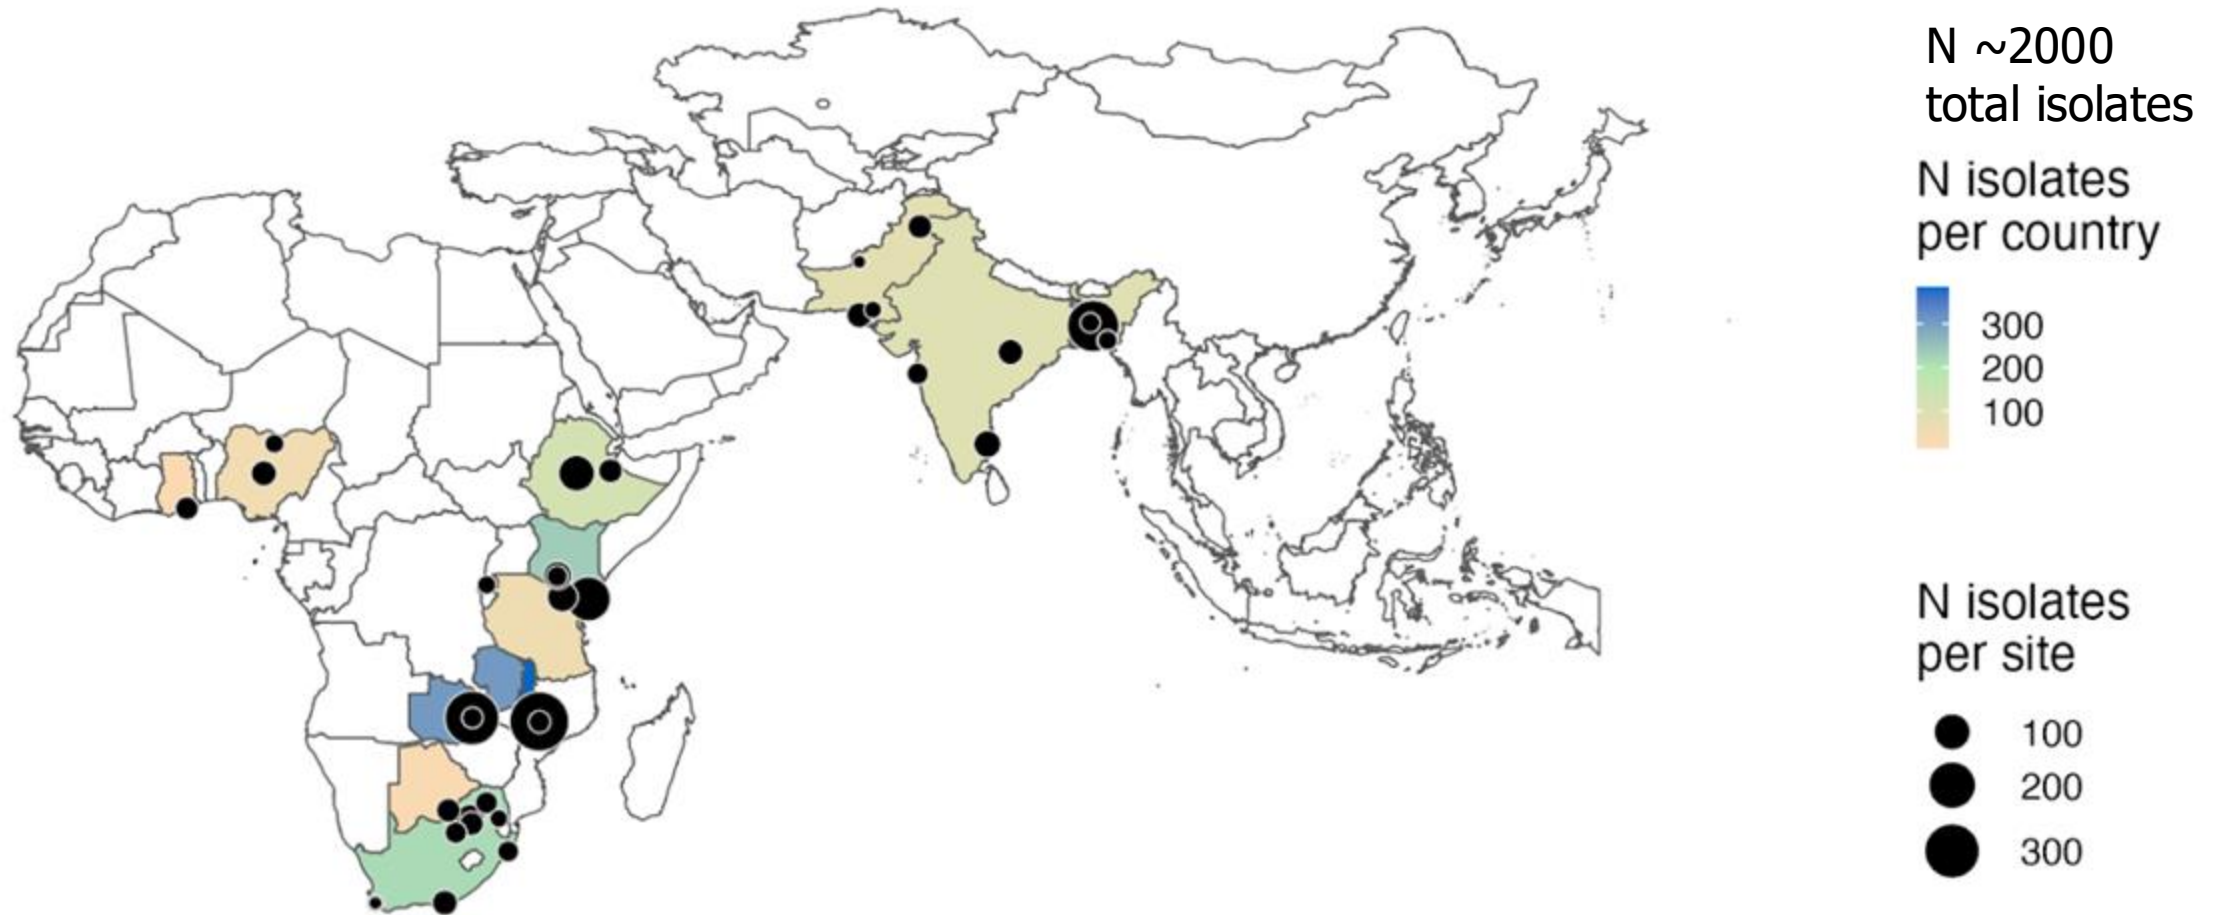 N ~2000
total isolates
N isolates
per country
300
200
100
N isolates
per site
100
200
300